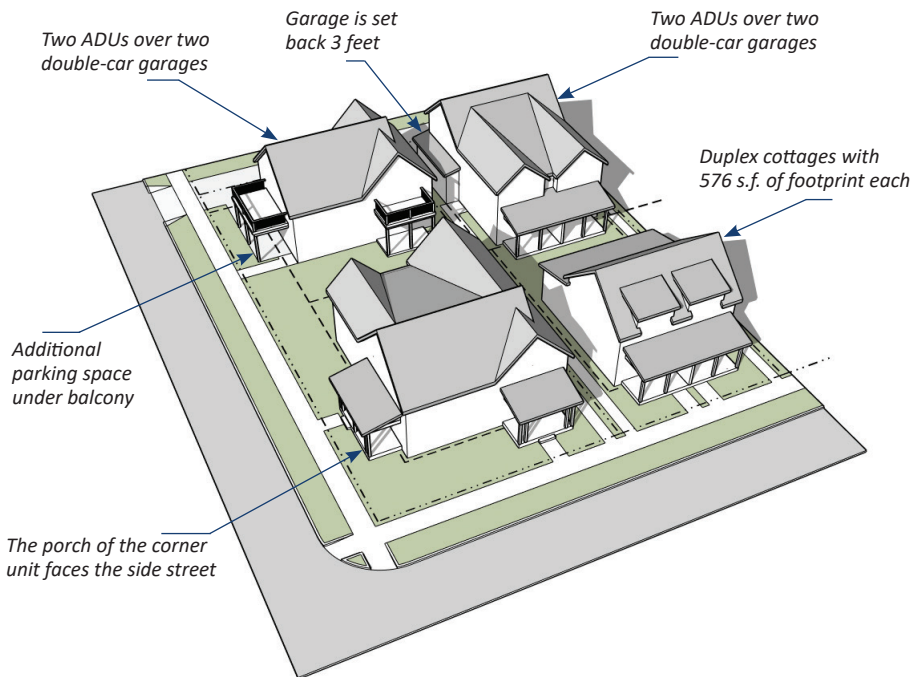 Two ADUs over two
double-car garages
Garage is set
back 3 feet
Two ADUs over two
double-car garages
Duplex cottages with
576 s.f. of footprint each
Additional
parking space
under balcony
The porch of the corner
unit faces the side street